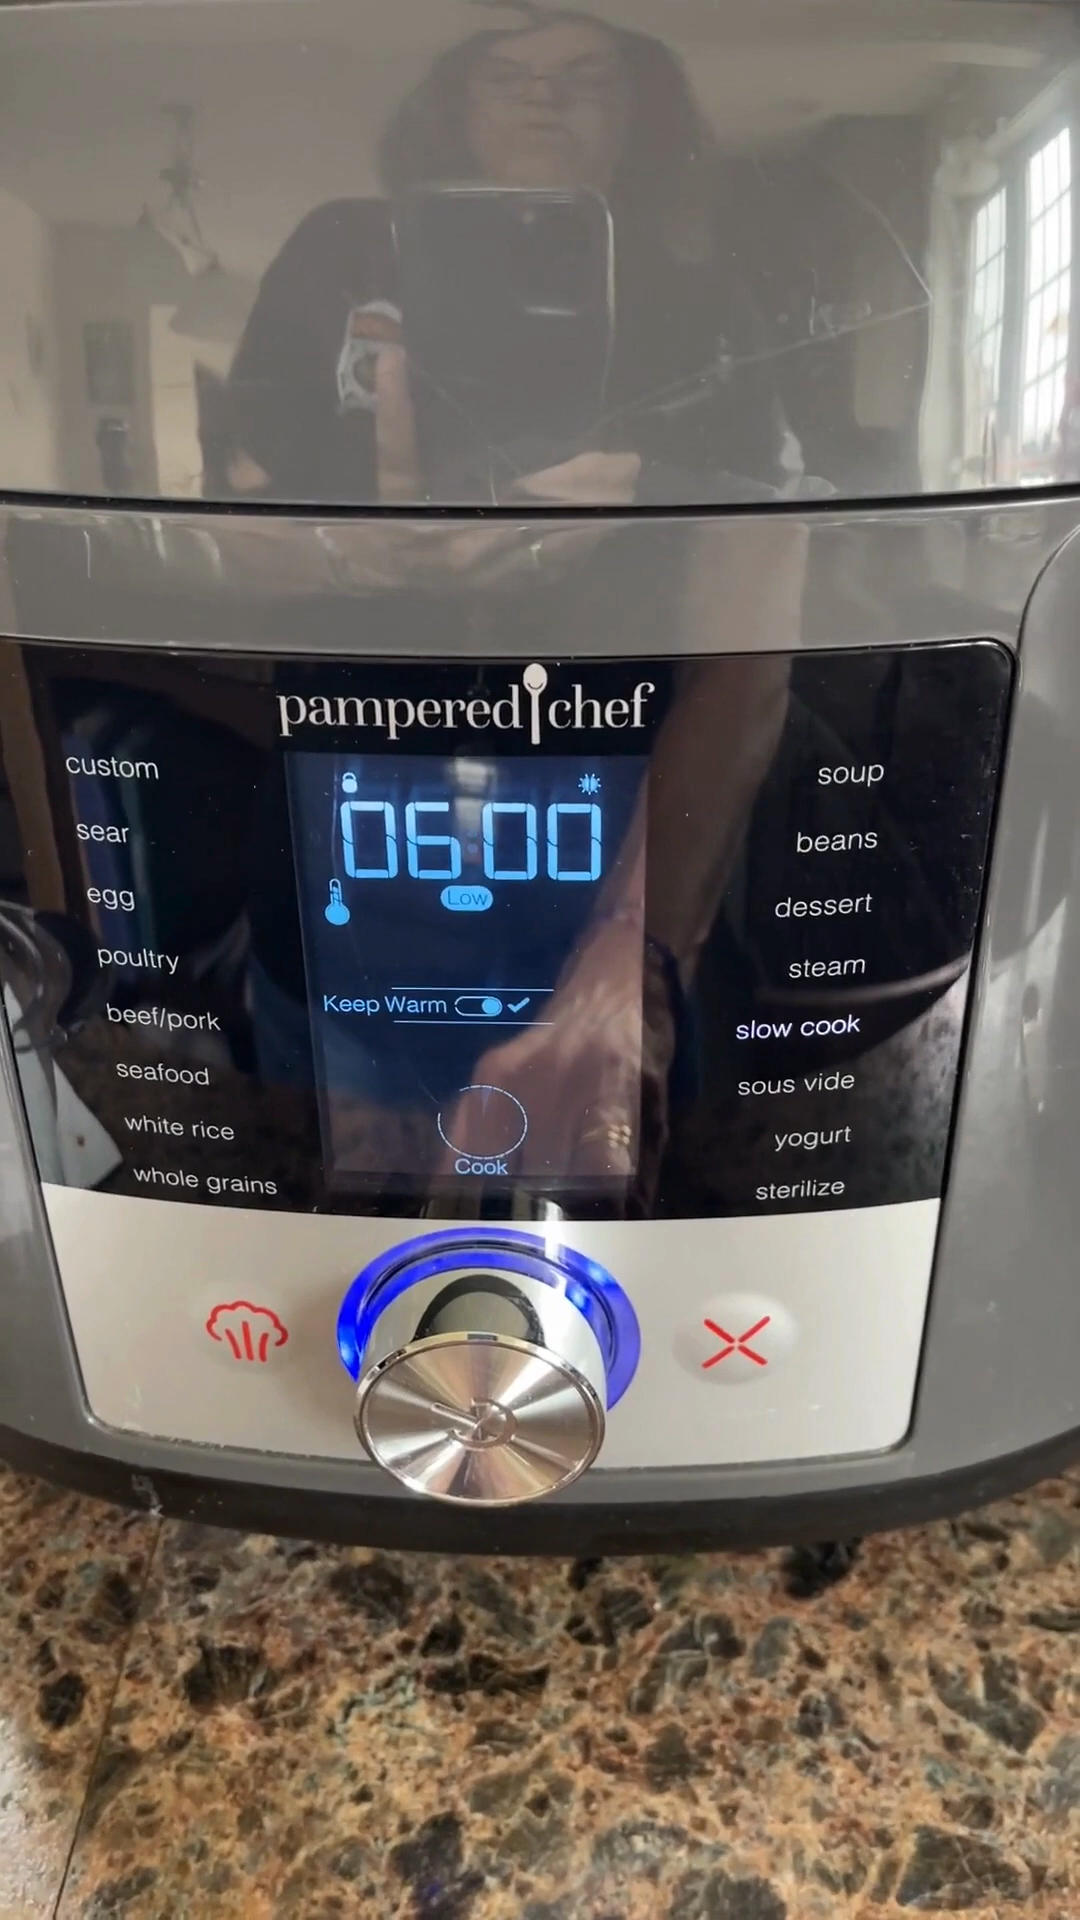 pampered chef
custom
sear
egg
poultry
beef/pork
seafood
white rice
whole grains
06:00
Low
Keep Warm
Cook
soup
beans
dessert
steam
slow cook
sous vide
yogurt
sterilize